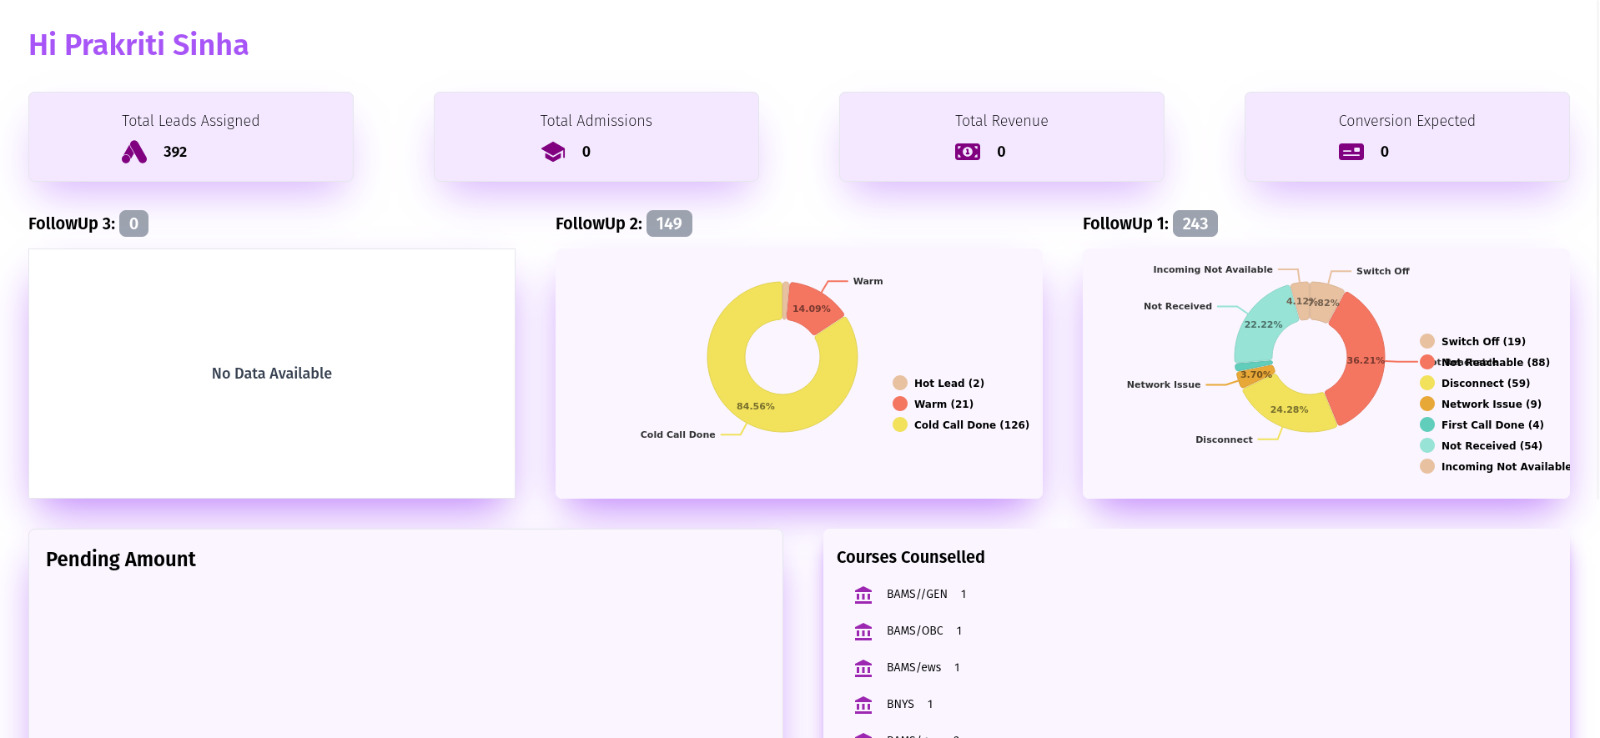 Hi Prakriti Sinha
Total Leads Assigned
392
Total Admissions
0
Total Revenue
0
Conversion Expected
0
FollowUp 3: 0
No Data Available
FollowUp 2: 149
Warm
14.09%
84.56%
Cold Call Done
Hot Lead (2)
Warm (21)
Cold Call Done (126)
FollowUp 1: 243
Incoming Not Available
Switch Off
4.12%
7.82%
Not Received
22.22%
36.21%
Network Issue
3.70%
24.28%
Disconnect
Switch Off (19)
Not Reachable (88)
Disconnect (59)
Network Issue (9)
First Call Done (4)
Not Received (54)
Incoming Not Available
Pending Amount
Courses Counselled
BAMS//GEN 1
BAMS/OBC 1
BAMS/ews 1
BNYS 1